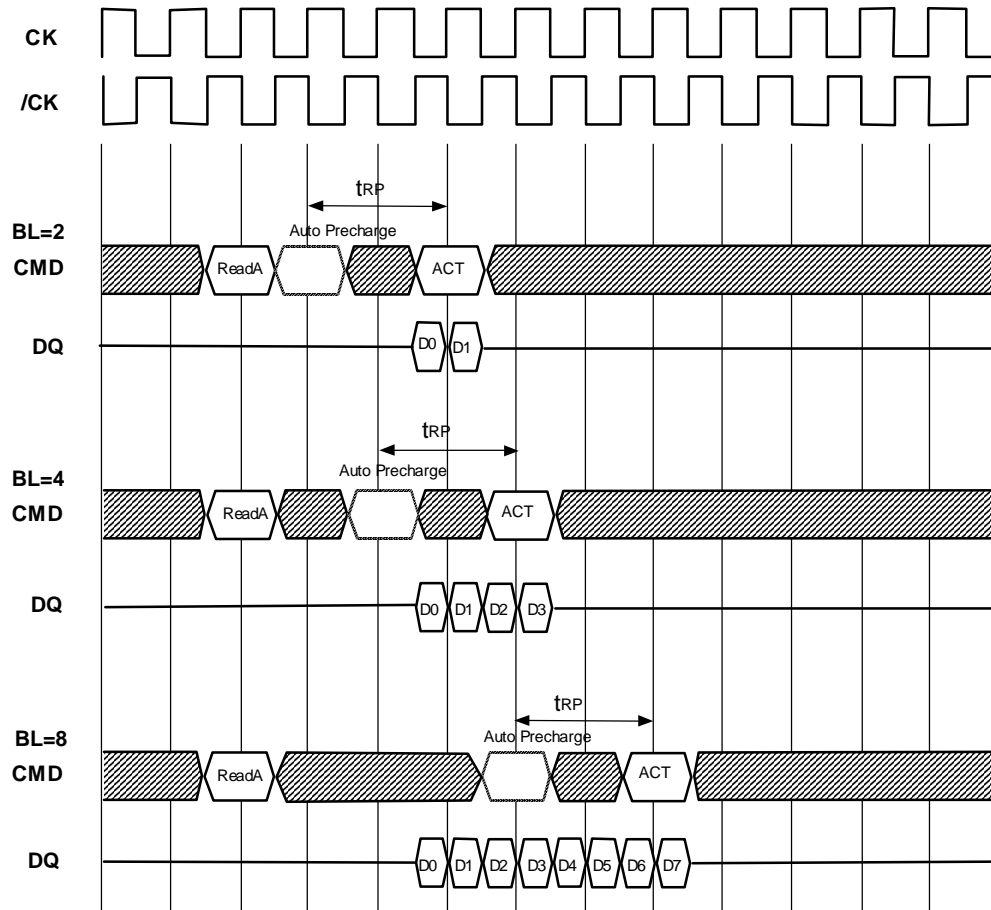 CK
/CK
tRP
BL=2
Auto Precharge
CMD
ReadA
ACT
DQ
D0 D1
tRP
BL=4
Auto Precharge
CMD
ReadA
ACT
DQ
D0 D1 D2 D3
tRP
BL=8
Auto Precharge
CMD
ReadA
ACT
DQ
D0 D1 D2 D3 D4 D5 D6 D7